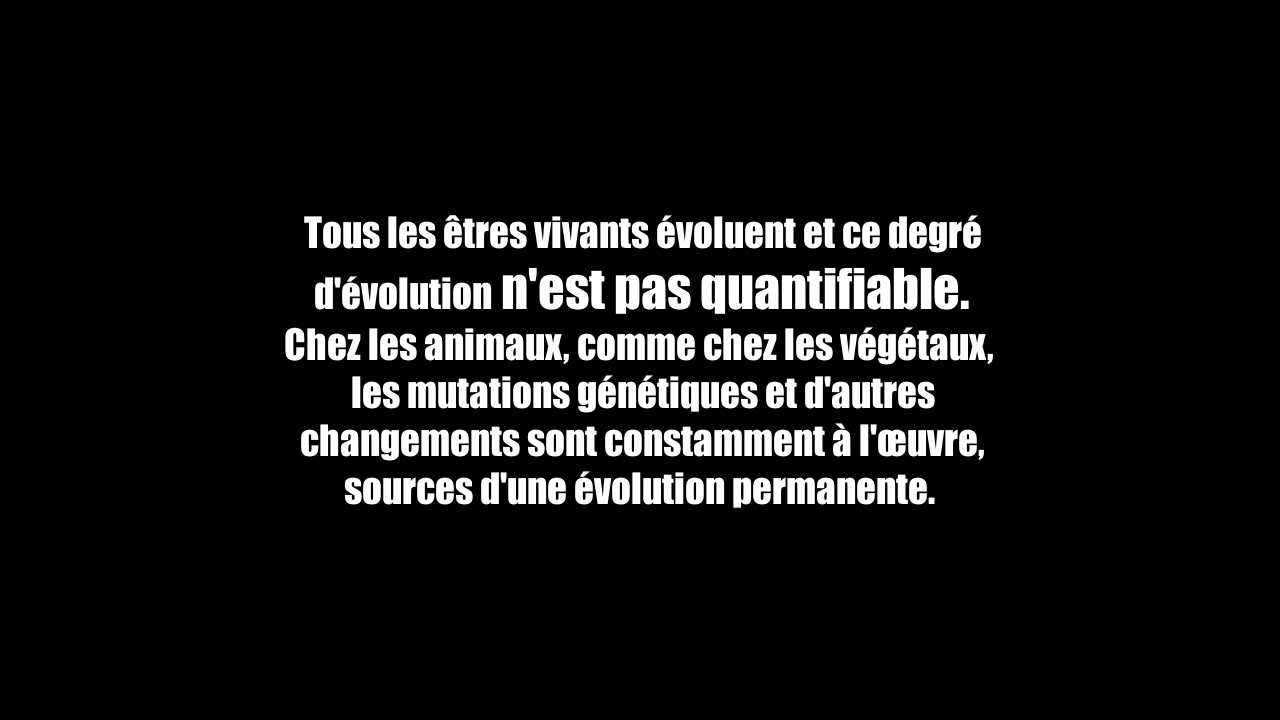 Tous les êtres vivants évoluent et ce degré
d'évolution n'est pas quantifiable.
Chez les animaux, comme chez les végétaux,
les mutations génétiques et d'autres
changements sont constamment à l'œuvre,
sources d'une évolution permanente.